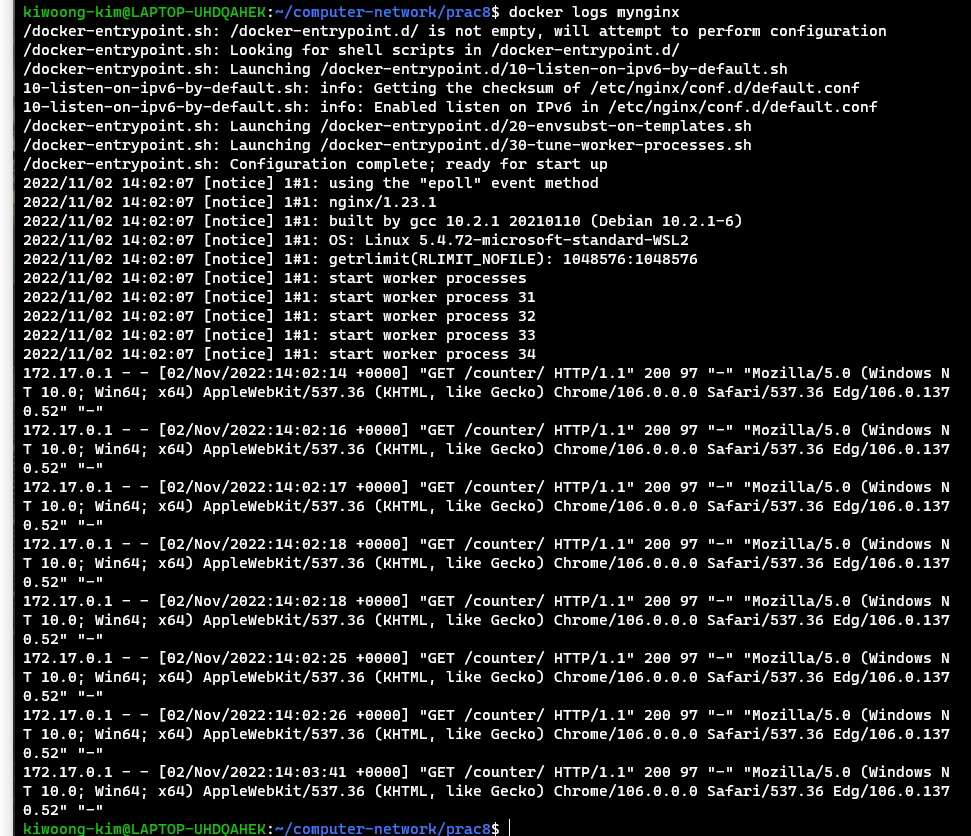 kiwoong-kim@LAPTOP-UHDQAHEK:~/computer-network/prac8$ docker logs mynginx
/docker-entrypoint.sh: /docker-entrypoint.d/ is not empty, will attempt to perform configuration
/docker-entrypoint.sh: Looking for shell scripts in /docker-entrypoint.d/
/docker-entrypoint.sh: Launching /docker-entrypoint.d/10-listen-on-ipv6-by-default.sh
10-listen-on-ipv6-by-default.sh: info: Getting the checksum of /etc/nginx/conf.d/default.conf
10-listen-on-ipv6-by-default.sh: info: Enabled listen on IPv6 in /etc/nginx/conf.d/default.conf
/docker-entrypoint.sh: Launching /docker-entrypoint.d/20-envsubst-on-templates.sh
/docker-entrypoint.sh: Launching /docker-entrypoint.d/30-tune-worker-processes.sh
/docker-entrypoint.sh: Configuration complete; ready for start up
2022/11/02 14:02:07 [notice] 1#1: using the "epoll" event method
2022/11/02 14:02:07 [notice] 1#1: nginx/1.23.1
2022/11/02 14:02:07 [notice] 1#1: built by gcc 10.2.1 20210110 (Debian 10.2.1-6)
2022/11/02 14:02:07 [notice] 1#1: OS: Linux 5.4.72-microsoft-standard-WSL2
2022/11/02 14:02:07 [notice] 1#1: getrlimit(RLIMIT_NOFILE): 1048576:1048576
2022/11/02 14:02:07 [notice] 1#1: start worker processes
2022/11/02 14:02:07 [notice] 1#1: start worker process 31
2022/11/02 14:02:07 [notice] 1#1: start worker process 32
2022/11/02 14:02:07 [notice] 1#1: start worker process 33
2022/11/02 14:02:07 [notice] 1#1: start worker process 34
172.17.0.1 - - [02/Nov/2022:14:02:14 +0000] "GET /counter/ HTTP/1.1" 200 97 "-" "Mozilla/5.0 (Windows N
T 10.0; Win64; x64) AppleWebKit/537.36 (KHTML, like Gecko) Chrome/106.0.0.0 Safari/537.36 Edg/106.0.137
0.52" "-"
172.17.0.1 - - [02/Nov/2022:14:02:16 +0000] "GET /counter/ HTTP/1.1" 200 97 "-" "Mozilla/5.0 (Windows N
T 10.0; Win64; x64) AppleWebKit/537.36 (KHTML, like Gecko) Chrome/106.0.0.0 Safari/537.36 Edg/106.0.137
0.52" "-"
172.17.0.1 - - [02/Nov/2022:14:02:17 +0000] "GET /counter/ HTTP/1.1" 200 97 "-" "Mozilla/5.0 (Windows N
T 10.0; Win64; x64) AppleWebKit/537.36 (KHTML, like Gecko) Chrome/106.0.0.0 Safari/537.36 Edg/106.0.137
0.52" "-"
172.17.0.1 - - [02/Nov/2022:14:02:18 +0000] "GET /counter/ HTTP/1.1" 200 97 "-" "Mozilla/5.0 (Windows N
T 10.0; Win64; x64) AppleWebKit/537.36 (KHTML, like Gecko) Chrome/106.0.0.0 Safari/537.36 Edg/106.0.137
0.52" "-"
172.17.0.1 - - [02/Nov/2022:14:02:18 +0000] "GET /counter/ HTTP/1.1" 200 97 "-" "Mozilla/5.0 (Windows N
T 10.0; Win64; x64) AppleWebKit/537.36 (KHTML, like Gecko) Chrome/106.0.0.0 Safari/537.36 Edg/106.0.137
0.52" "-"
172.17.0.1 - - [02/Nov/2022:14:02:25 +0000] "GET /counter/ HTTP/1.1" 200 97 "-" "Mozilla/5.0 (Windows N
T 10.0; Win64; x64) AppleWebKit/537.36 (KHTML, like Gecko) Chrome/106.0.0.0 Safari/537.36 Edg/106.0.137
0.52" "-"
172.17.0.1 - - [02/Nov/2022:14:02:26 +0000] "GET /counter/ HTTP/1.1" 200 97 "-" "Mozilla/5.0 (Windows N
T 10.0; Win64; x64) AppleWebKit/537.36 (KHTML, like Gecko) Chrome/106.0.0.0 Safari/537.36 Edg/106.0.137
0.52" "-"
172.17.0.1 - - [02/Nov/2022:14:03:41 +0000] "GET /counter/ HTTP/1.1" 200 97 "-" "Mozilla/5.0 (Windows N
T 10.0; Win64; x64) AppleWebKit/537.36 (KHTML, like Gecko) Chrome/106.0.0.0 Safari/537.36 Edg/106.0.137
0.52" "-"
kiwoong-kim@LAPTOP-UHDQAHEK:~/computer-network/prac8$